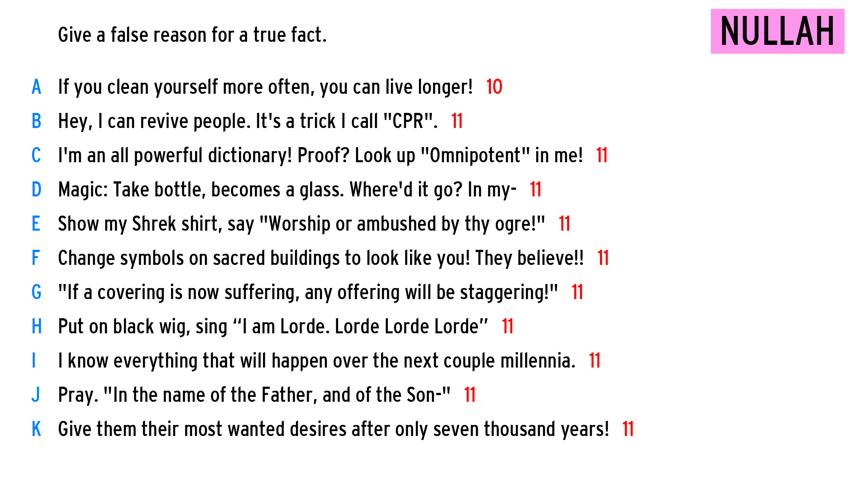 Give a false reason for a true fact.
NULLAH
A If you clean yourself more often, you can live longer! 10
B Hey, I can revive people. It's a trick I call "CPR". 11
C I'm an all powerful dictionary! Proof? Look up "Omnipotent" in me! 11
D Magic: Take bottle, becomes a glass. Where'd it go? In my- 11
E Show my Shrek shirt, say "Worship or ambushed by thy ogre!" 11
F Change symbols on sacred buildings to look like you! They believe!! 11
G "If a covering is now suffering, any offering will be staggering!" 11
H Put on black wig, sing “I am Lorde. Lorde Lorde Lorde” 11
I I know everything that will happen over the next couple millennia. 11
J Pray. "In the name of the Father, and of the Son-" 11
K Give them their most wanted desires after only seven thousand years! 11